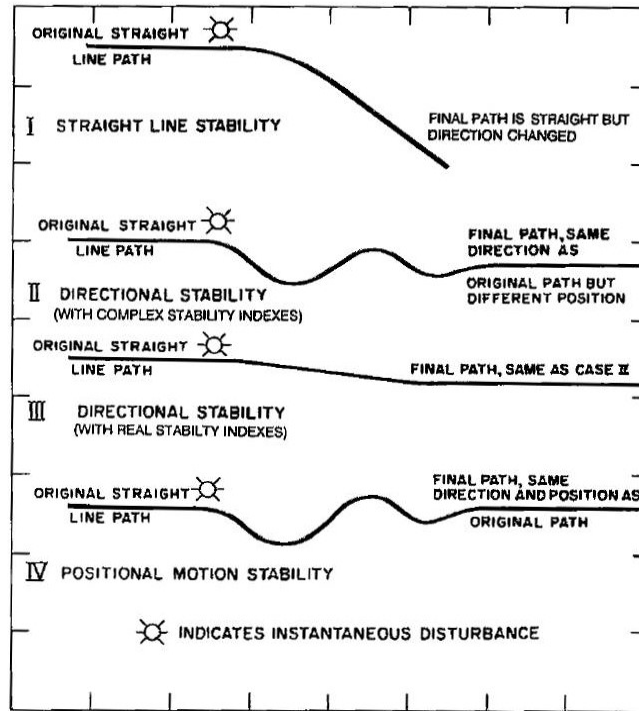 ORIGINAL STRAIGHT
LINE PATH
I STRAIGHT LINE STABILITY
FINAL PATH IS STRAIGHT BUT
DIRECTION CHANGED
ORIGINAL STRAIGHT
LINE PATH
FINAL PATH, SAME
DIRECTION AS
ORIGINAL PATH BUT
DIFFERENT POSITION
II DIRECTIONAL STABILITY
(WITH COMPLEX STABILITY INDEXES)
ORIGINAL STRAIGHT
LINE PATH
FINAL PATH, SAME AS CASE II
III DIRECTIONAL STABILITY
(WITH REAL STABILTY INDEXES)
ORIGINAL STRAIGHT
LINE PATH
FINAL PATH, SAME
DIRECTION AND POSITION AS
ORIGINAL PATH
IV POSITIONAL MOTION STABILITY
INDICATES INSTANTANEOUS DISTURBANCE